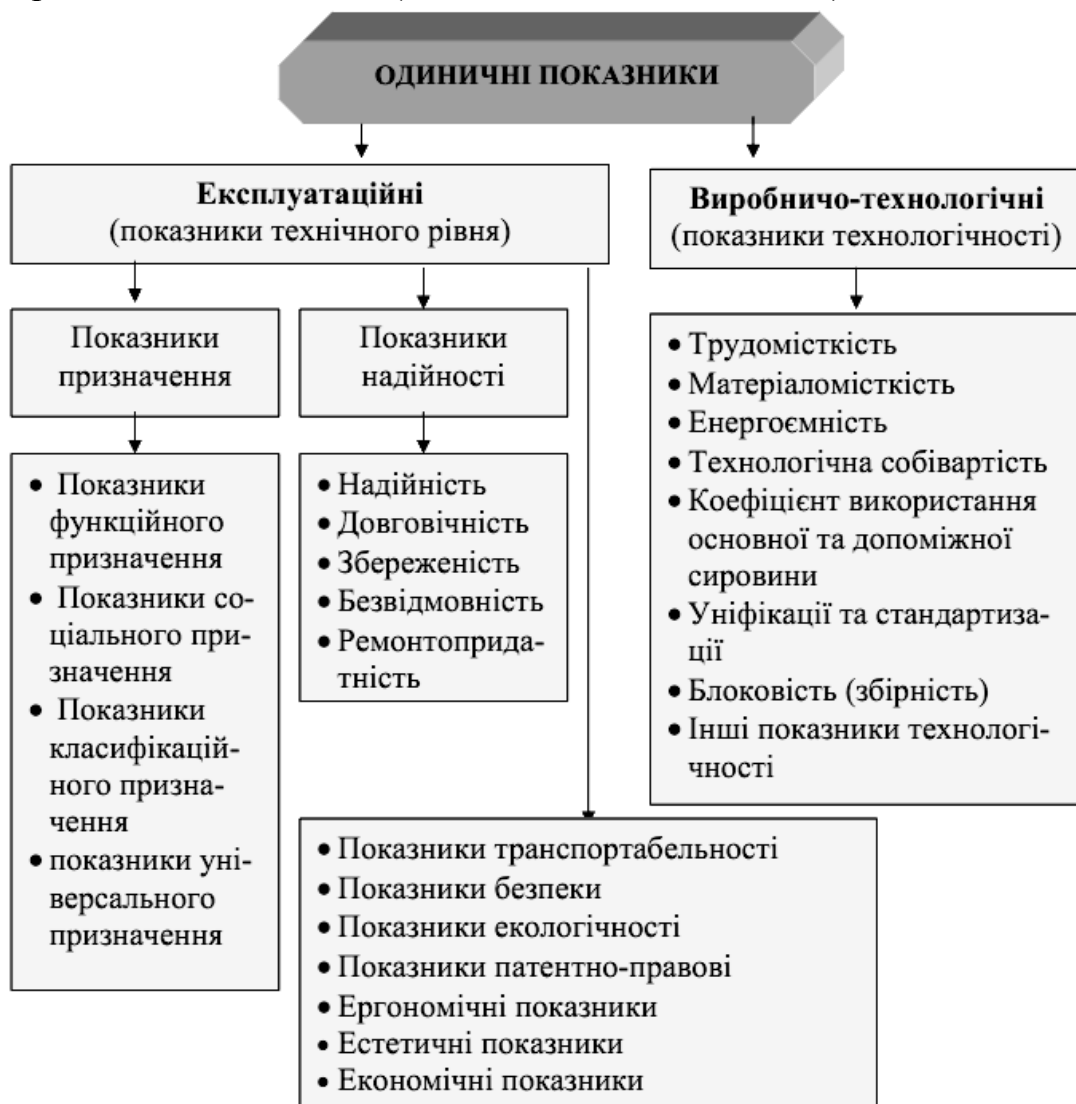 ОДИНИЧНІ ПОКАЗНИКИ
Експлуатаційні
(показники технічного рівня)
Виробничо-технологічні
(показники технологічності)
Показники
призначення
Показники
надійності
• Показники
функційного
призначення
• Показники со-
ціального при-
значення
• Показники
класифікацій-
ного призна-
чення
• показники уні-
версального
призначення
• Надійність
• Довговічність
• Збереженість
• Безвідмовність
• Ремонтоприда-
тність
• Трудомісткість
• Матеріаломісткість
• Енергоємність
• Технологічна собівартість
• Коефіцієнт використання
основної та допоміжної
сировини
• Уніфікації та стандартиза-
ції
• Блоковість (збірність)
• Інші показники технологі-
чності
• Показники транспортабельності
• Показники безпеки
• Показники екологічності
• Показники патентно-правові
• Ергономічні показники
• Естетичні показники
• Економічні показники